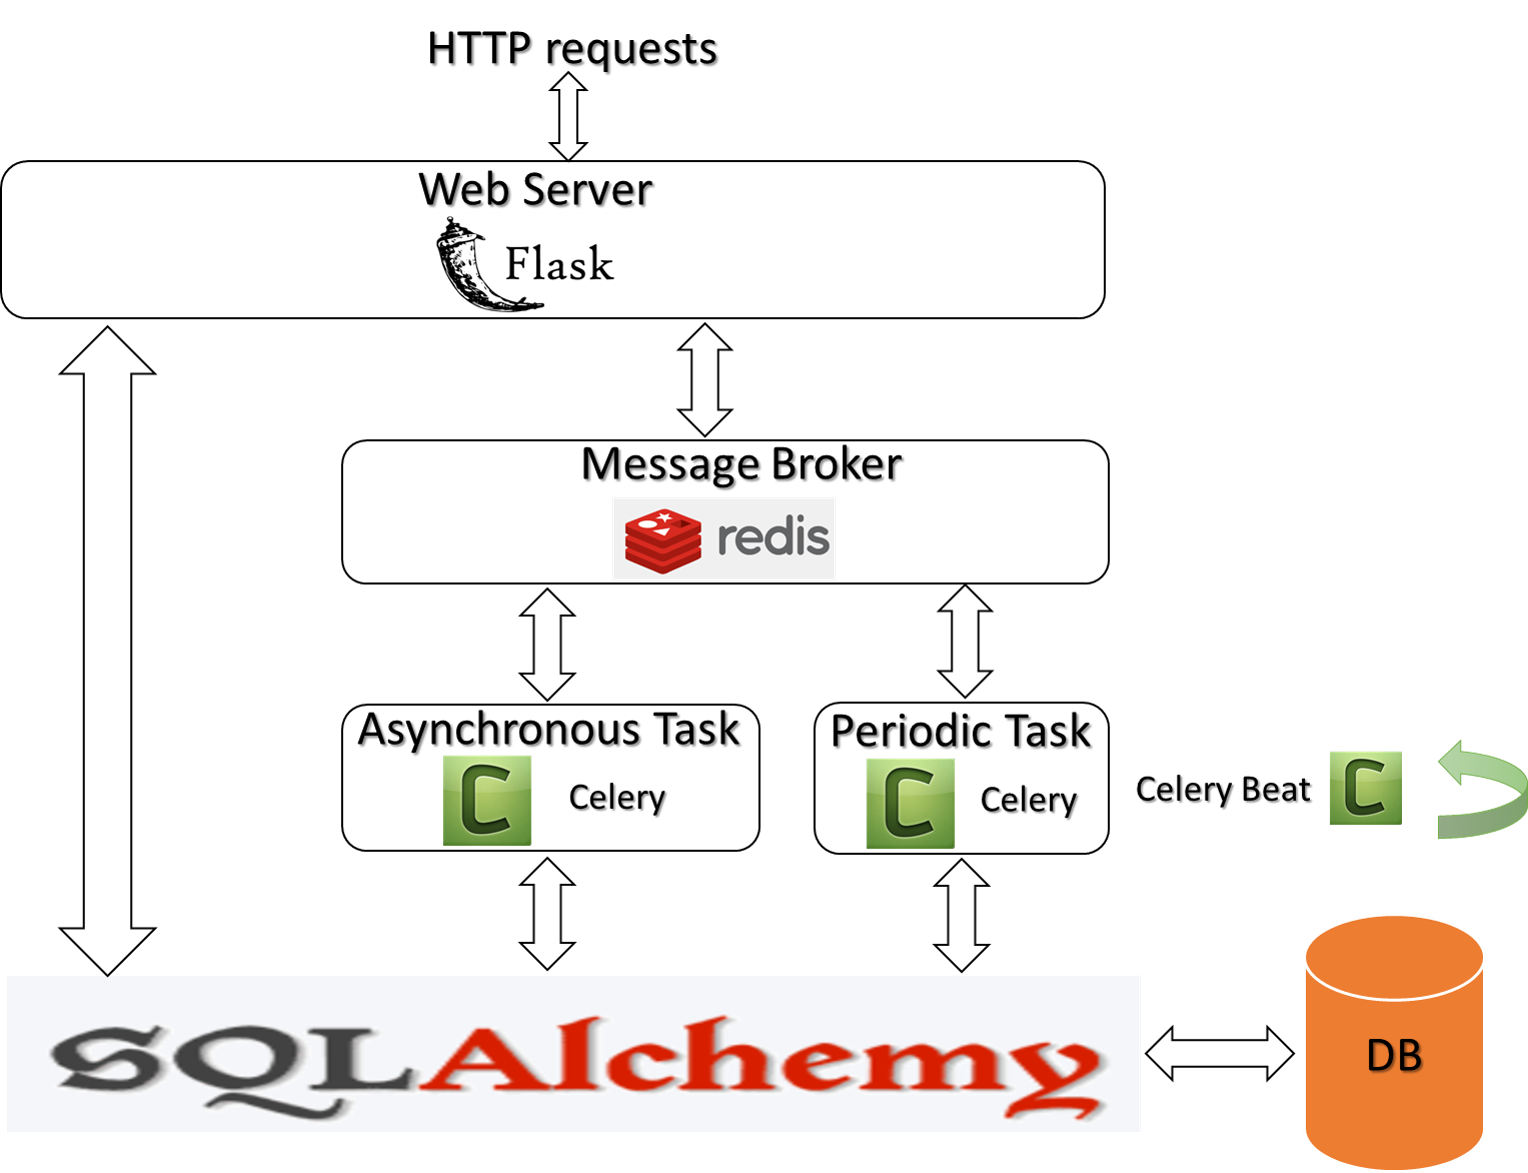 HTTP requests
Web Server
Flask
Message Broker
redis
Asynchronous Task
C Celery
Periodic Task
C Celery
Celery Beat C
SQLAlchemy
DB